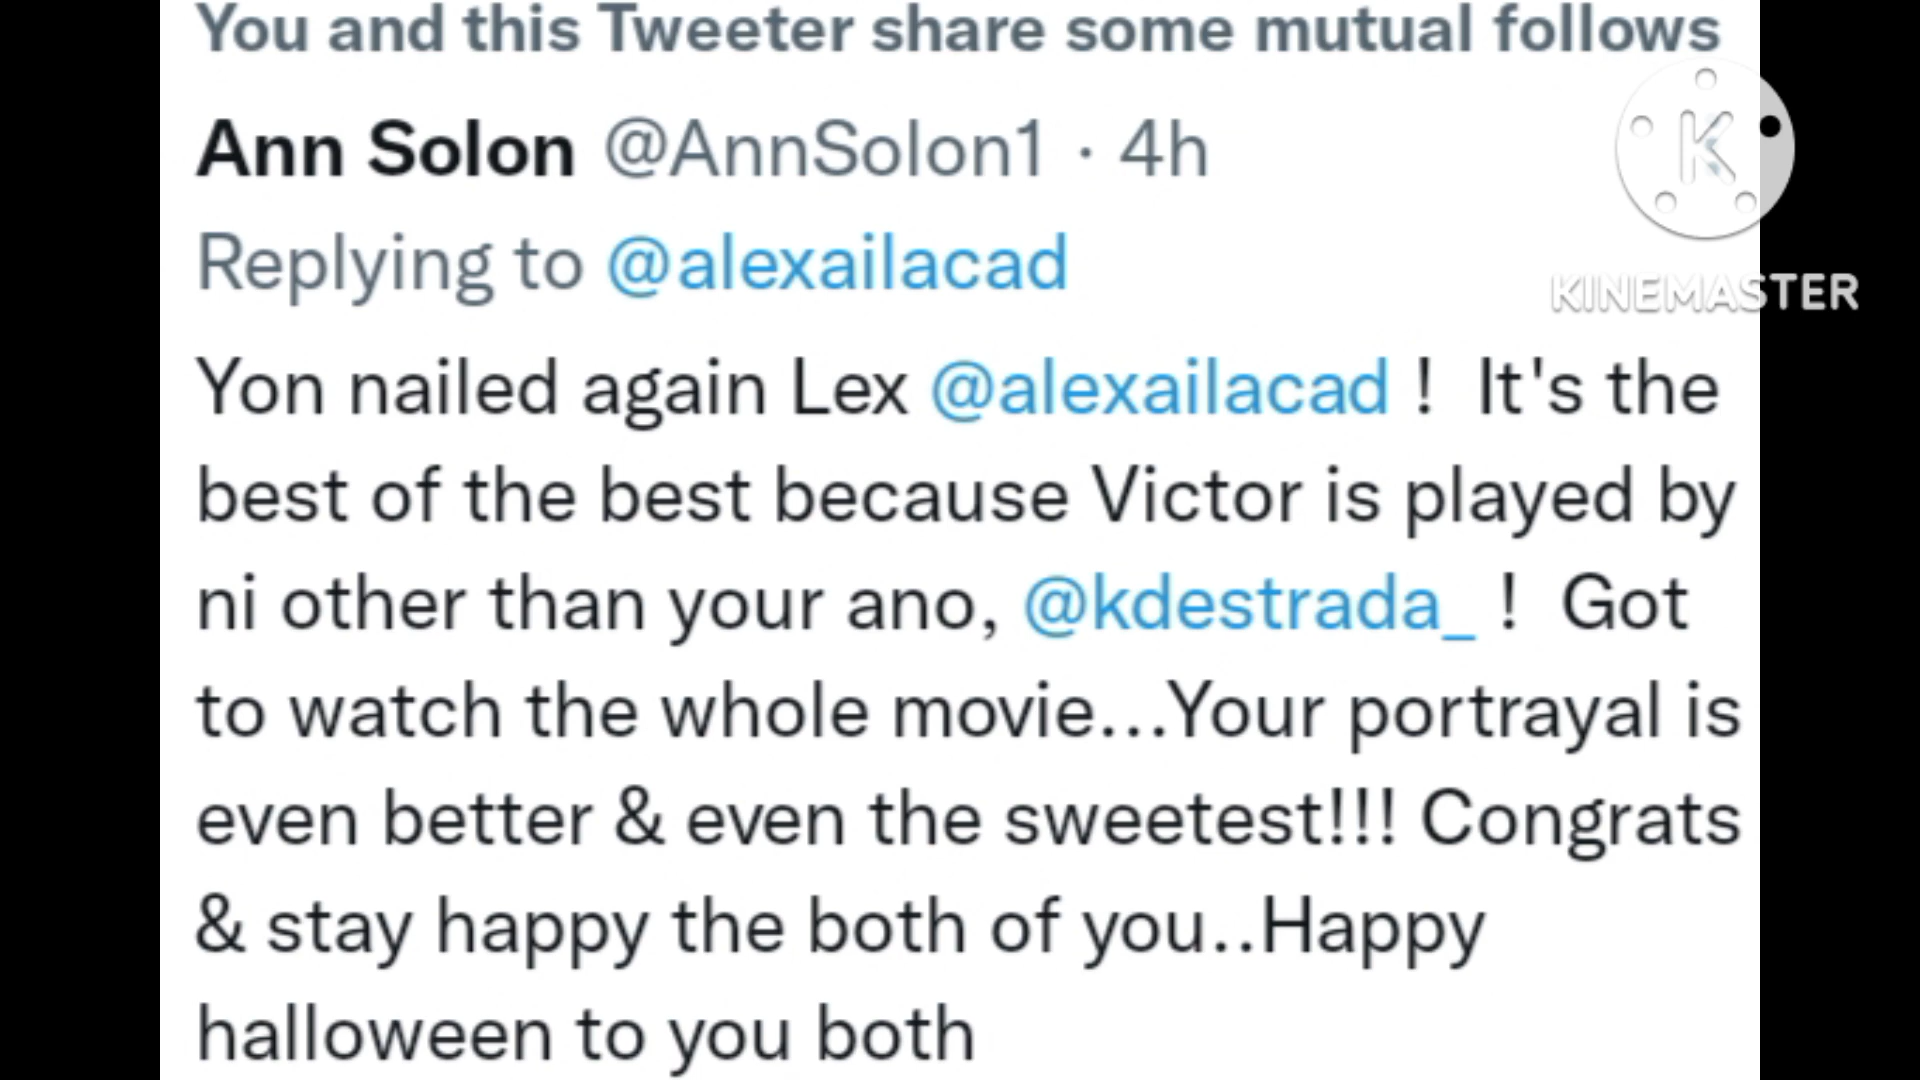 You and this Tweeter share some mutual follows
Ann Solon @AnnSolon1 · 4h
Replying to @alexailacad
Yon nailed again Lex @alexailacad ! It's the
best of the best because Victor is played by
ni other than your ano, @kdestrada_ ! Got
to watch the whole movie...Your portrayal is
even better & even the sweetest!!! Congrats
& stay happy the both of you..Happy
halloween to you both
K
KINEMASTER